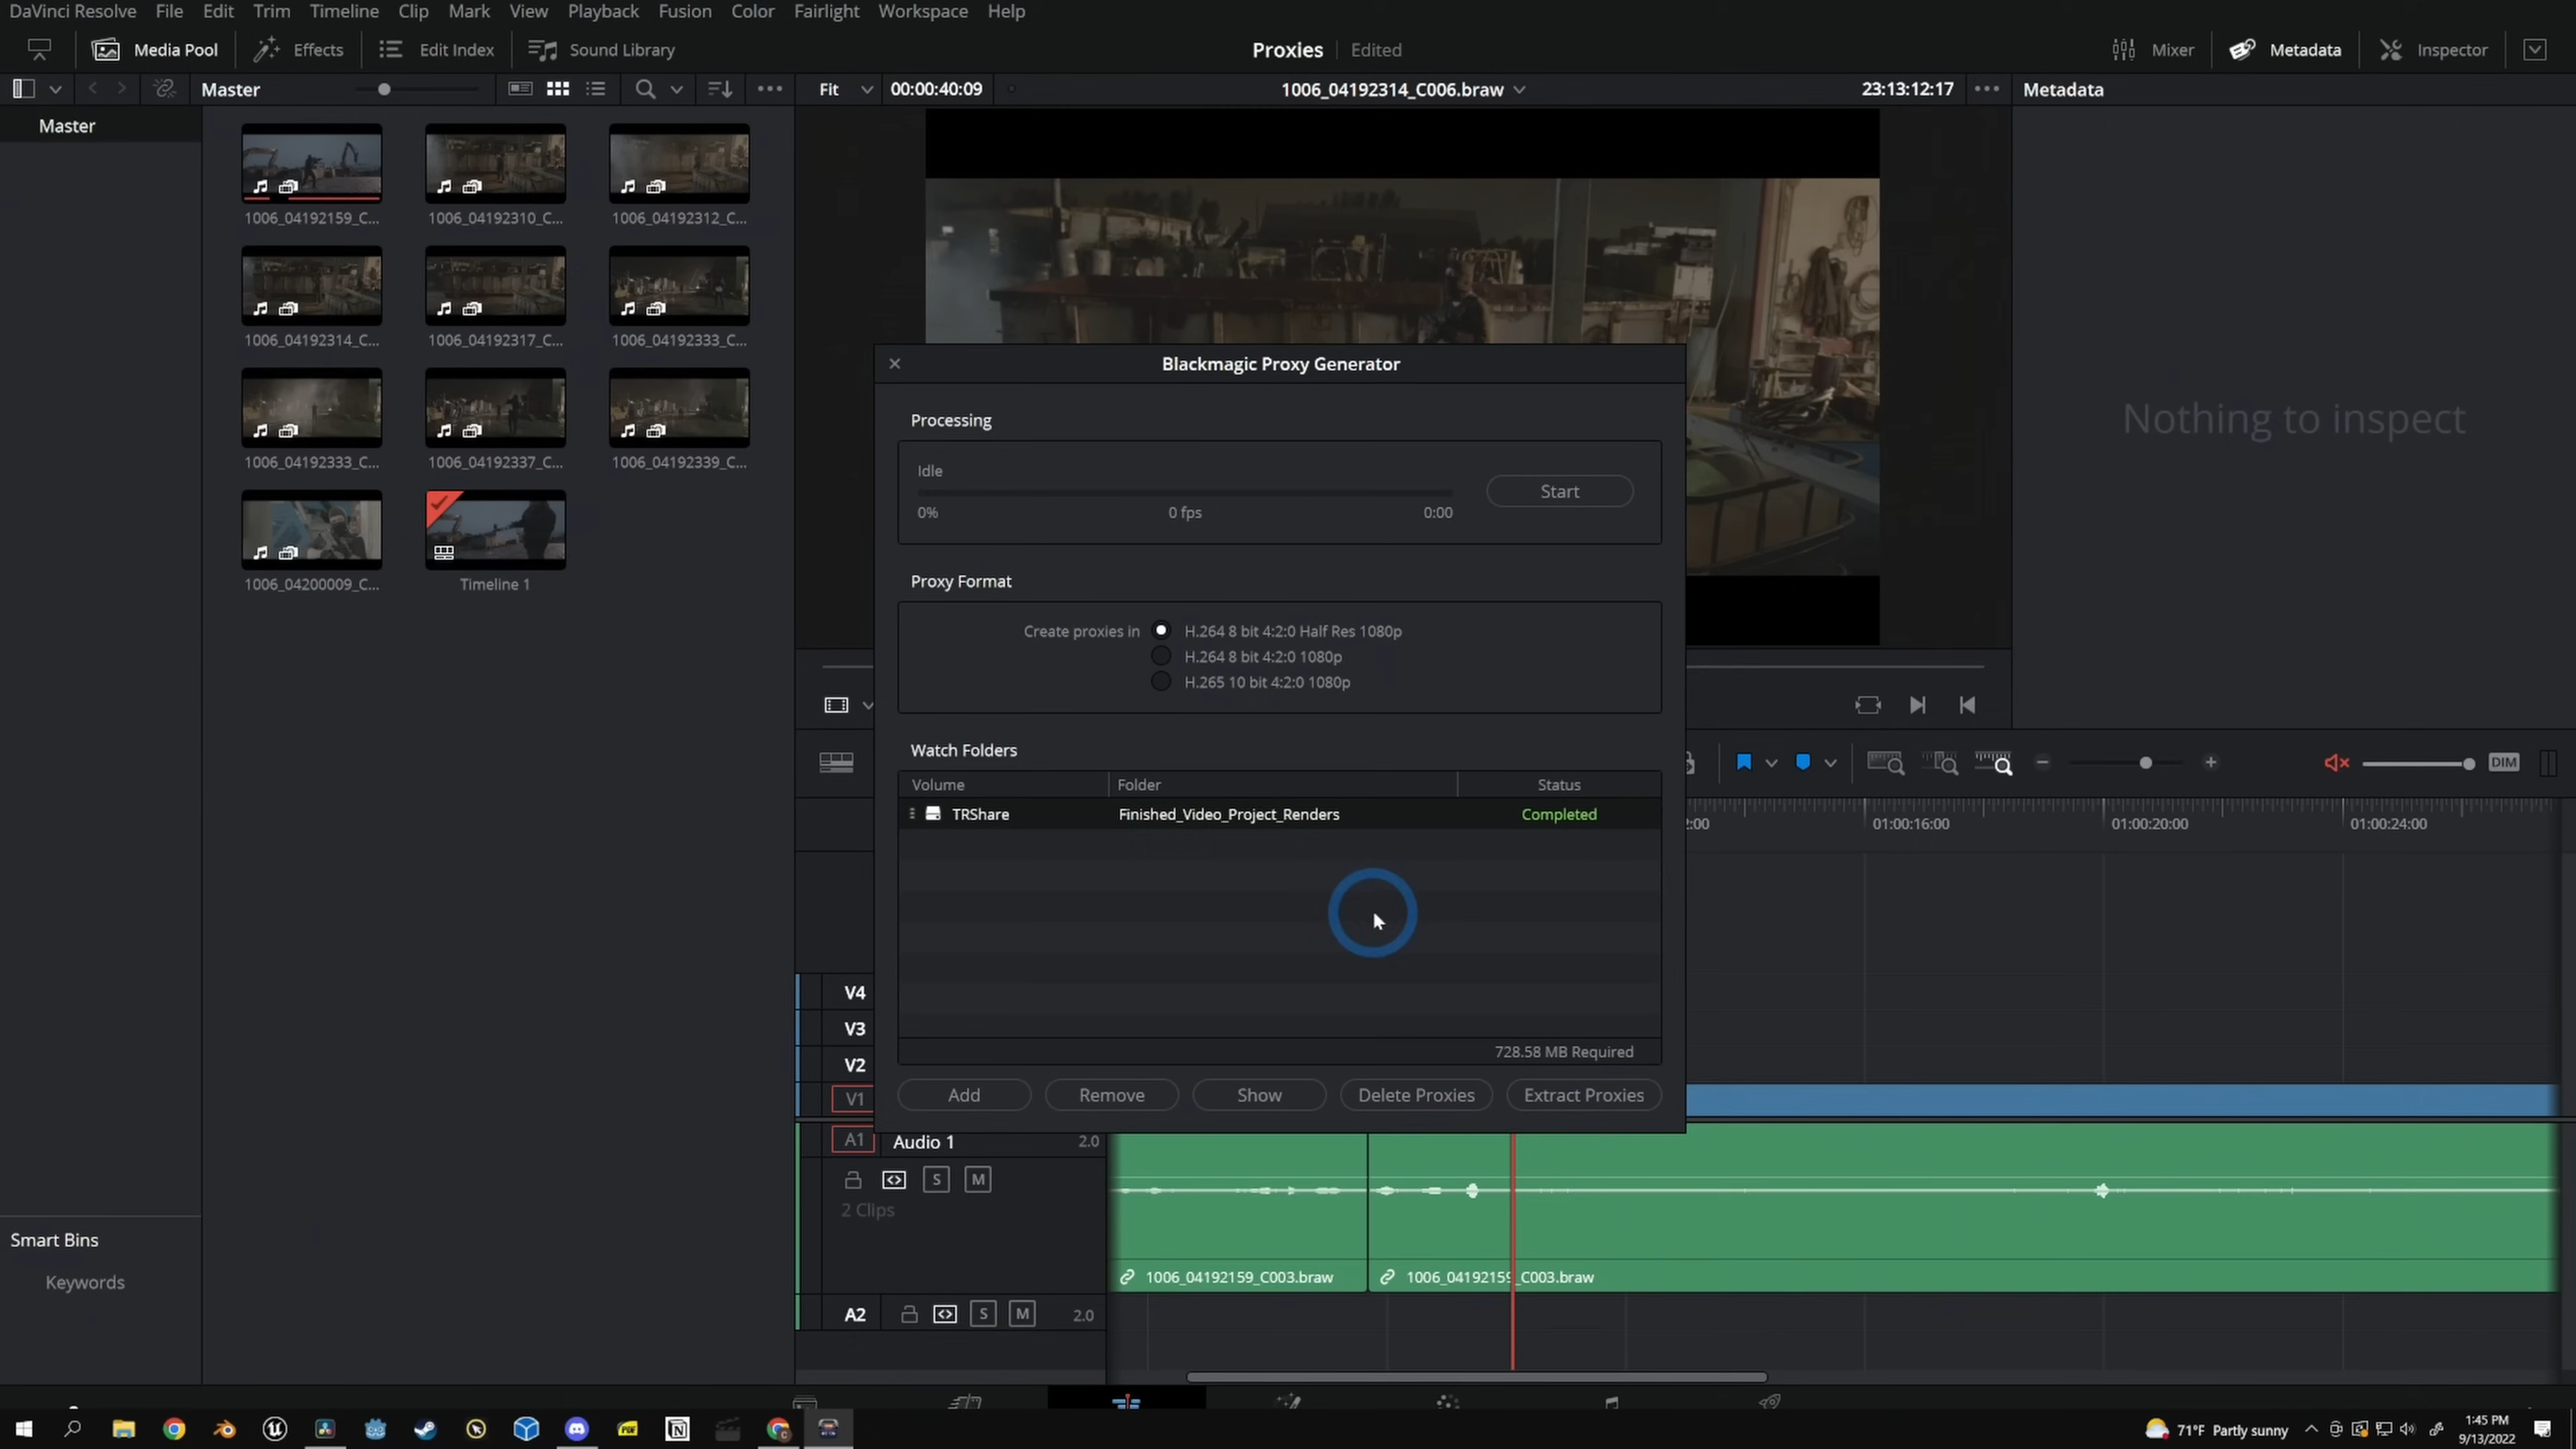 DaVinci Resolve File Edit Trim Timeline Clip Mark View Playback Fusion Color Fairlight Workspace Help
Media Pool Effects Edit Index Sound Library Proxies Edited Mixer Metadata Inspector
Master Fit 00:00:40:09 1006_04192314_C006.braw 23:13:12:17 Metadata
Master
1006_04192159_C... 1006_04192310_C... 1006_04192312_C...
1006_04192314_C... 1006_04192317_C... 1006_04192333_C...
1006_04192333_C... 1006_04192337_C... 1006_04192339_C...
1006_04200009_C... Timeline 1
Nothing to inspect
Blackmagic Proxy Generator
Processing
Idle
Start
0% 0 fps 0:00
Proxy Format
Create proxies in H.264 8 bit 4:2:0 Half Res 1080p
H.264 8 bit 4:2:0 1080p
H.265 10 bit 4:2:0 1080p
Watch Folders
Volume Folder Status
TRShare Finished_Video_Project_Renders Completed
728.58 MB Required
Add Remove Show Delete Proxies Extract Proxies
DIM
2:00 01:00:16:00 01:00:20:00 01:00:24:00
V4
V3
V2
V1
A1 Audio 1 2.0
S M
2 Clips
1006_04192159_C003.braw 1006_04192159_C003.braw
A2 S M 2.0
Smart Bins
Keywords
71°F Partly sunny
1:45 PM
9/13/2022